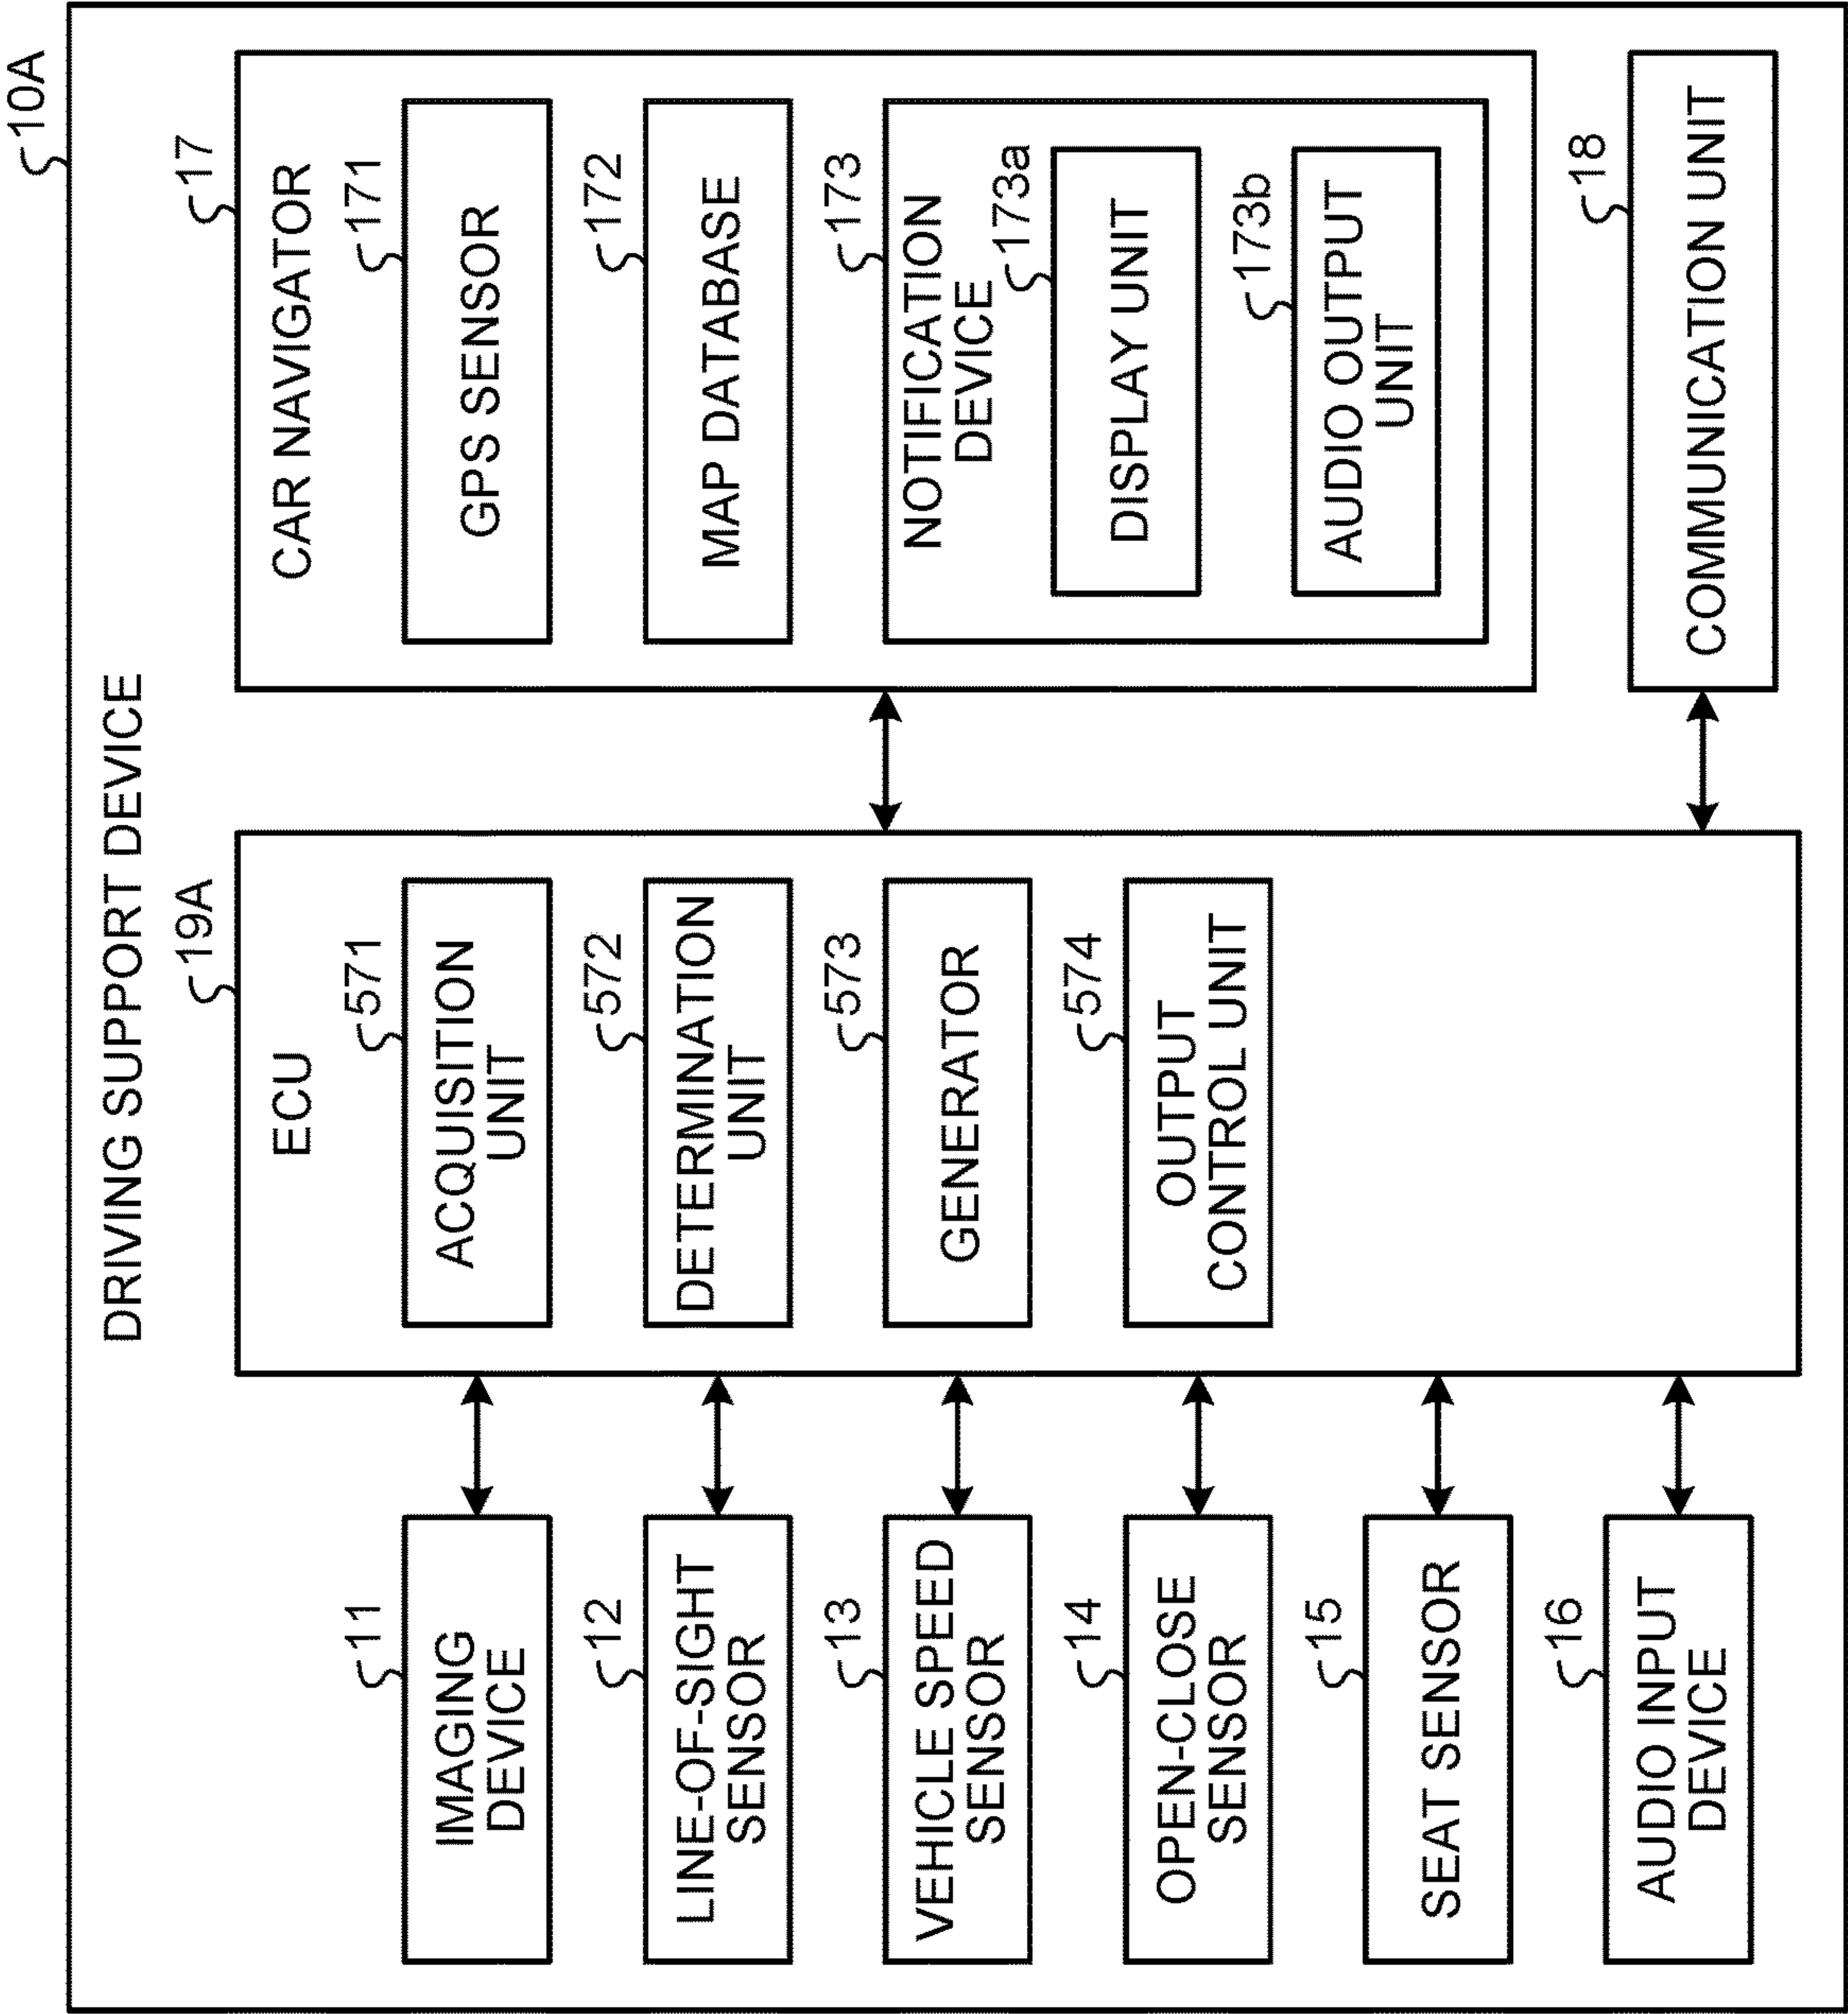 10A
DRIVING SUPPORT DEVICE
11
IMAGING
DEVICE
12
LINE-OF-SIGHT
SENSOR
13
VEHICLE SPEED
SENSOR
14
OPEN-CLOSE
SENSOR
15
SEAT SENSOR
16
AUDIO INPUT
DEVICE
19A
ECU
571
ACQUISITION
UNIT
572
DETERMINATION
UNIT
573
GENERATOR
574
OUTPUT
CONTROL UNIT
17
CAR NAVIGATOR
171
GPS SENSOR
172
MAP DATABASE
173
NOTIFICATION
DEVICE
173a
DISPLAY UNIT
173b
AUDIO OUTPUT
UNIT
18
COMMUNICATION UNIT